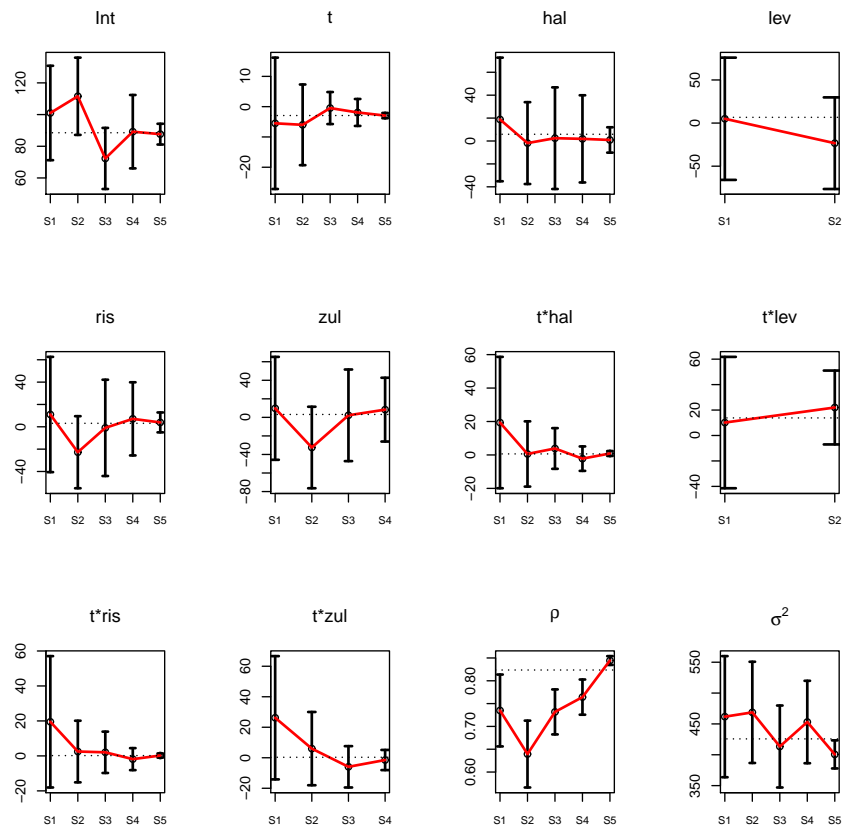 Int
t
hal
lev
60 80 120
−20 0 10
−40 0 20
−50 0 50
S1 S2 S3 S4 S5
S1 S2 S3 S4 S5
S1 S2 S3 S4 S5
S1 S2
ris
zul
t*hal
t*lev
−40 0 40
−80 −40 0 40
−20 0 20 40 60
−40 0 20 60
S1 S2 S3 S4 S5
S1 S2 S3 S4
S1 S2 S3 S4 S5
S1 S2
t*ris
t*zul
ρ
σ²
−20 0 20 40 60
−20 0 20 40 60
0.60 0.70 0.80
350 450 550
S1 S2 S3 S4 S5
S1 S2 S3 S4
S1 S2 S3 S4 S5
S1 S2 S3 S4 S5